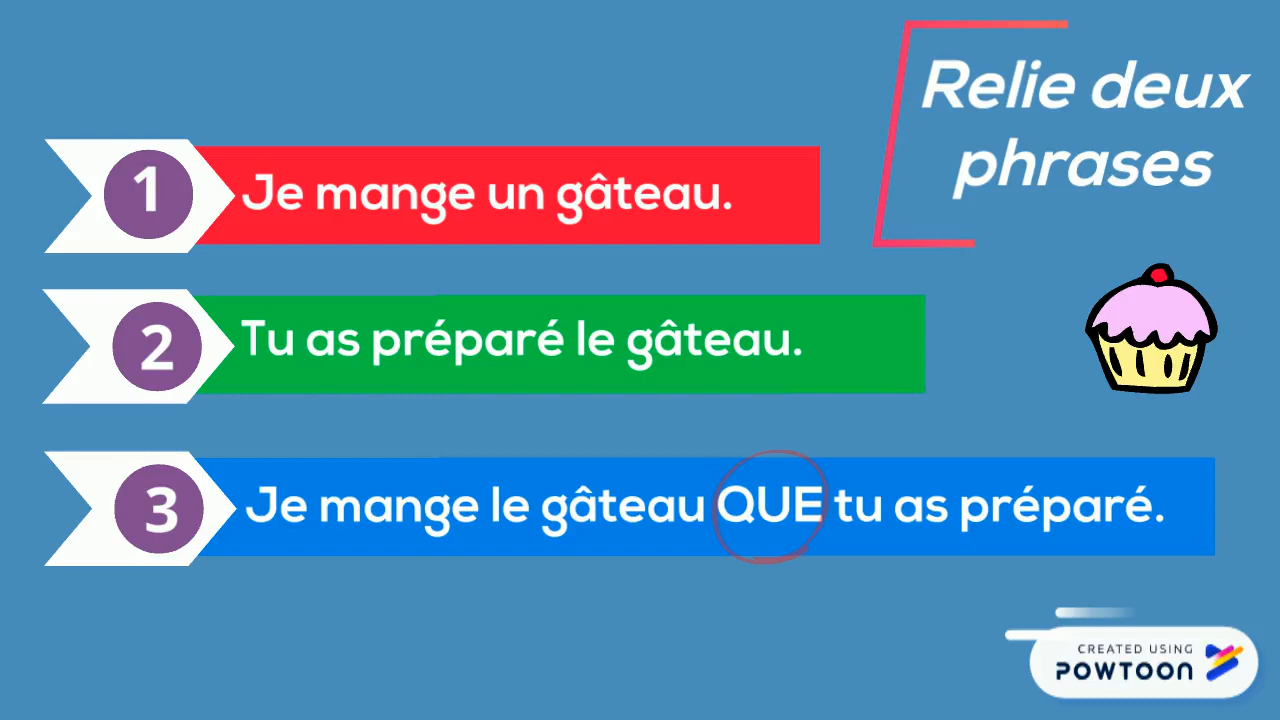 Relie deux
phrases
1 Je mange un gâteau.
2 Tu as préparé le gâteau.
3 Je mange le gâteau QUE tu as préparé.
CREATED USING
POWTOON